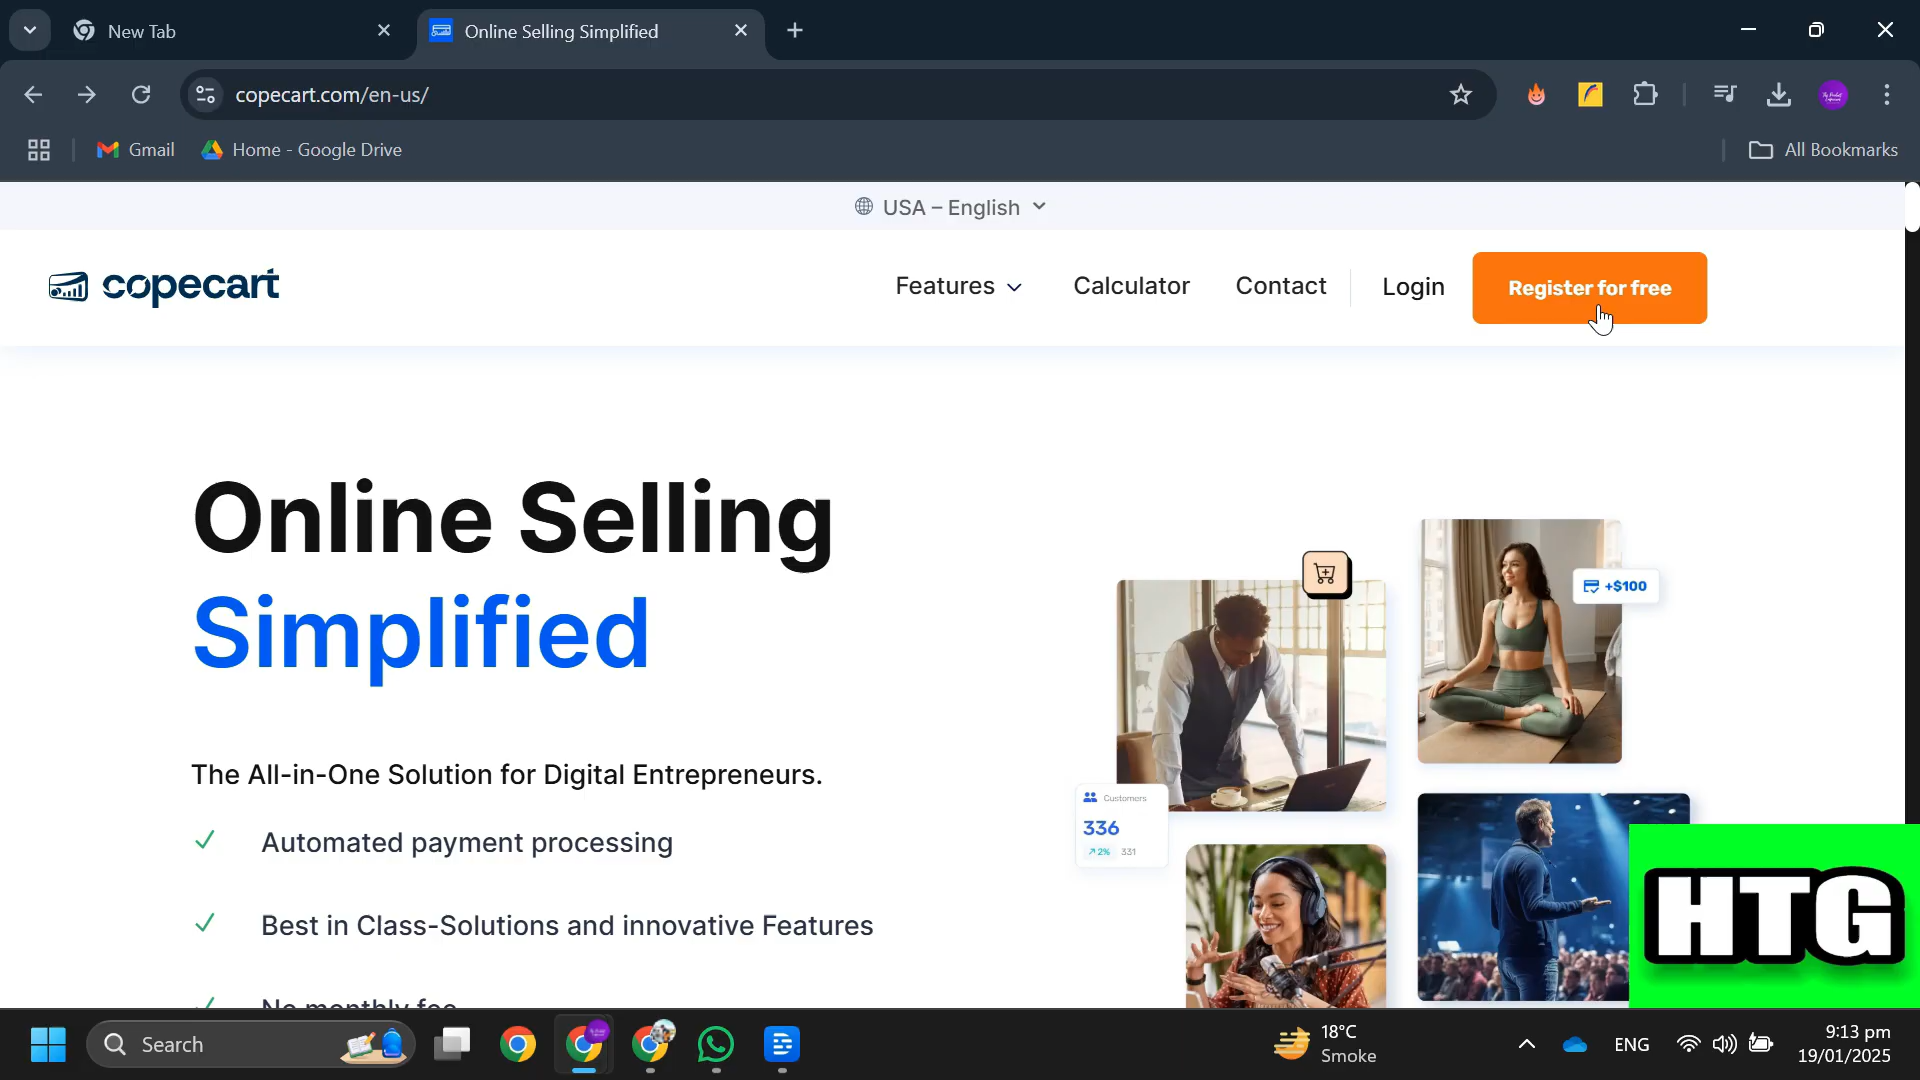 New Tab
Online Selling Simplified
copecart.com/en-us/
Gmail
Home - Google Drive
All Bookmarks
USA – English
copecart
Features
Calculator
Contact
Login
Register for free
Online Selling
Simplified
The All-in-One Solution for Digital Entrepreneurs.
Automated payment processing
Best in Class-Solutions and innovative Features
No monthly fee
+$100
Customers
336
2% 331
HTG
Search
18°C
Smoke
ENG
9:13 pm
19/01/2025